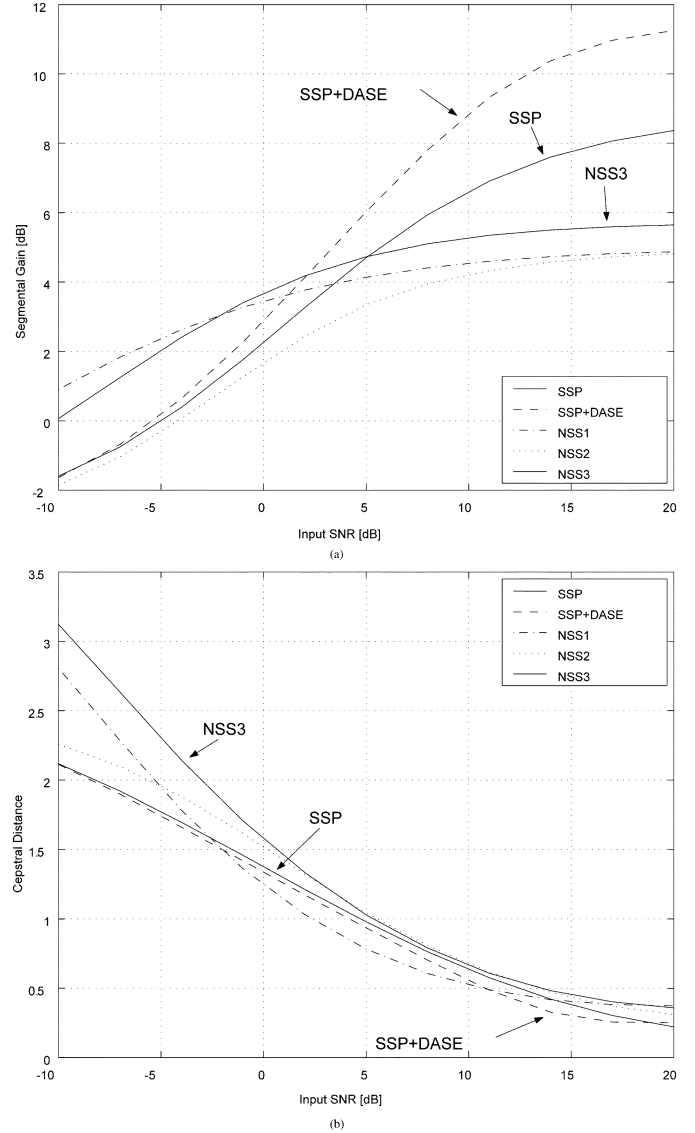 12
10
8
6
4
2
0
-2
Segmental Gain [dB]
SSP+DASE
SSP
NSS3
SSP
SSP+DASE
NSS1
NSS2
NSS3
-10
-5
0
5
10
15
20
Input SNR [dB]
(a)
3.5
3
2.5
2
1.5
1
0.5
0
Cepstral Distance
SSP
SSP+DASE
NSS1
NSS2
NSS3
NSS3
SSP
SSP+DASE
-10
-5
0
5
10
15
20
Input SNR [dB]
(b)